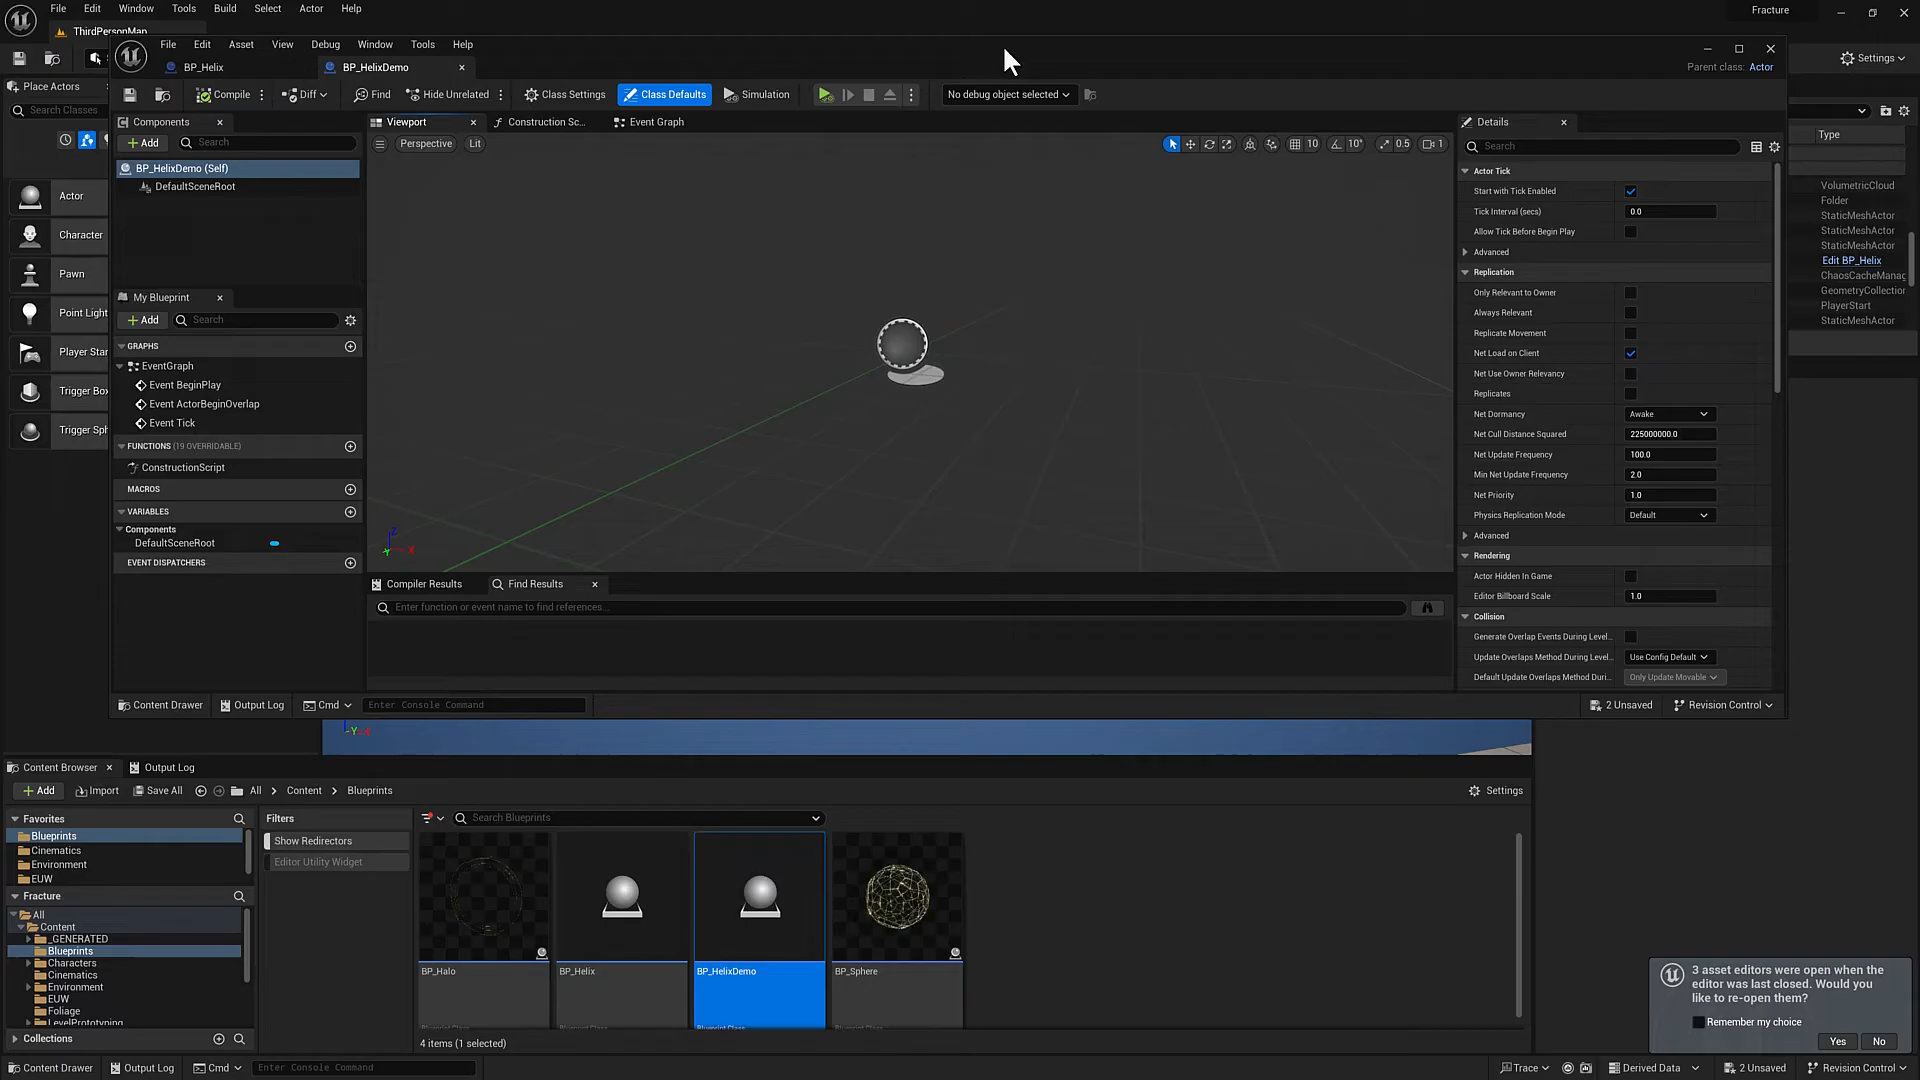 File Edit Window Tools Build Select Actor Help Fracture
ThirdPersonMap
File Edit Asset View Debug Window Tools Help
BP_Helix BP_HelixDemo Parent class: Actor
Settings
Compile Diff Find Hide Unrelated Class Settings Class Defaults Simulation No debug object selected
Place Actors
Search Classes
Actor
Character
Pawn
Point Light
Player Star
Trigger Box
Trigger Sph
Components
Add Search
BP_HelixDemo (Self)
DefaultSceneRoot
My Blueprint
Add Search
GRAPHS
EventGraph
Event BeginPlay
Event ActorBeginOverlap
Event Tick
FUNCTIONS (19 OVERRIDABLE)
ConstructionScript
MACROS
VARIABLES
Components
DefaultSceneRoot
EVENT DISPATCHERS
Viewport Construction Sc... Event Graph
Perspective Lit 10 10° 0.5 1
Z
Y X
Compiler Results Find Results
Enter function or event name to find references...
Details
Search
Actor Tick
Start with Tick Enabled
Tick Interval (secs) 0.0
Allow Tick Before Begin Play
Advanced
Replication
Only Relevant to Owner
Always Relevant
Replicate Movement
Net Load on Client
Net Use Owner Relevancy
Replicates
Net Dormancy Awake
Net Cull Distance Squared 225000000.0
Net Update Frequency 100.0
Min Net Update Frequency 2.0
Net Priority 1.0
Physics Replication Mode Default
Advanced
Rendering
Actor Hidden In Game
Editor Billboard Scale 1.0
Collision
Generate Overlap Events During Level...
Update Overlaps Method During Level... Use Config Default
Default Update Overlaps Method Duri... Only Update Movable
Type
VolumetricCloud
Folder
StaticMeshActor
StaticMeshActor
StaticMeshActor
Edit BP_Helix
ChaosCacheManag
GeometryCollection
PlayerStart
StaticMeshActor
Content Drawer Output Log Cmd Enter Console Command 2 Unsaved Revision Control
Y X
Content Browser Output Log
Add Import Save All All Content Blueprints Settings
Favorites
Blueprints
Cinematics
Environment
EUW
Fracture
All
Content
_GENERATED
Blueprints
Characters
Cinematics
Environment
EUW
Foliage
LevelPrototyping
Collections
Filters
Show Redirectors
Editor Utility Widget
Search Blueprints
BP_Halo BP_Helix BP_HelixDemo BP_Sphere
Blueprint Class Blueprint Class Blueprint Class Blueprint Class
4 items (1 selected)
3 asset editors were open when the
editor was last closed. Would you
like to re-open them?
Remember my choice
Yes No
Content Drawer Output Log Cmd Enter Console Command Trace Derived Data 2 Unsaved Revision Control